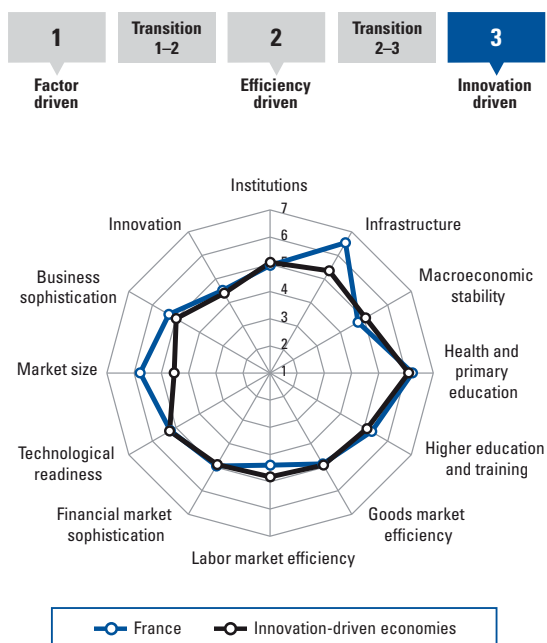 1
Transition
1–2
2
Transition
2–3
3
Factor
driven
Efficiency
driven
Innovation
driven
Institutions
7
Innovation
6
Infrastructure
5
Business
sophistication
4
Macroeconomic
stability
3
2
Market size
1
Health and
primary
education
Technological
readiness
Higher education
and training
Financial market
sophistication
Goods market
efficiency
Labor market efficiency
France
Innovation-driven economies